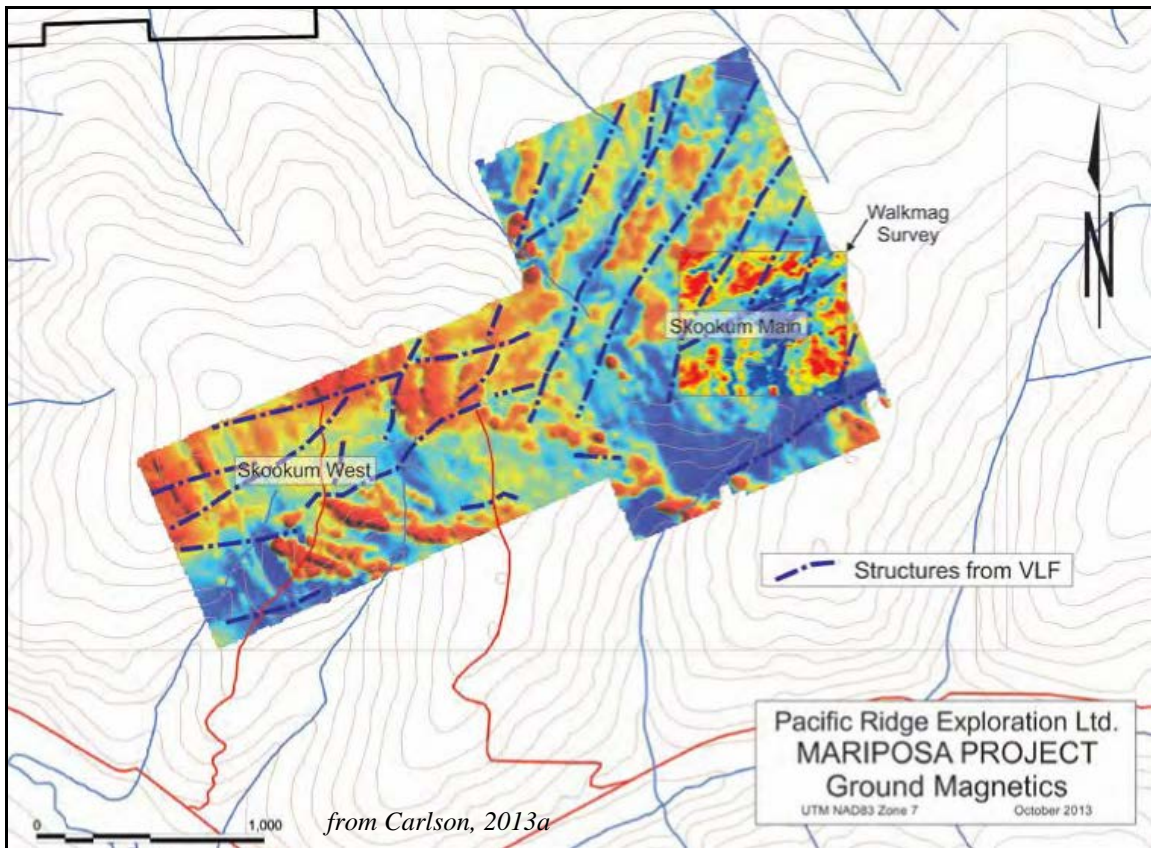 Walkmag
Survey
N
Skookum Main
Skookum West
Structures from VLF
Pacific Ridge Exploration Ltd.
MARIPOSA PROJECT
Ground Magnetics
UTM NAD83 Zone 7 October 2013
0 1,000
from Carlson, 2013a